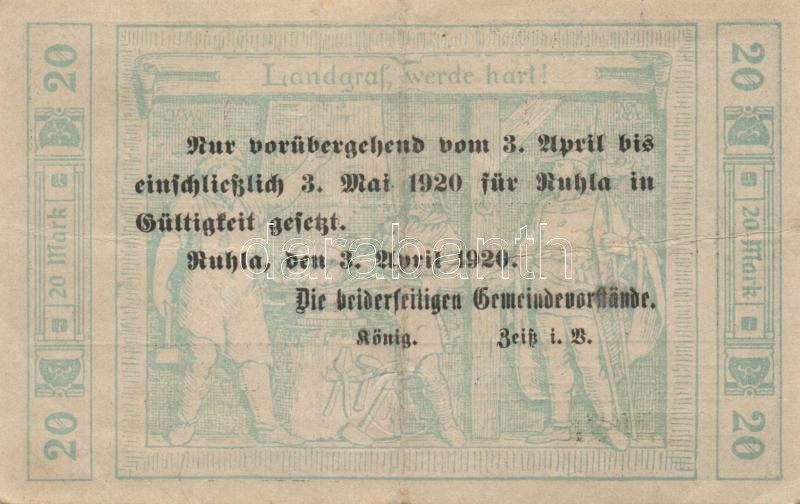 Landgraf, werde hart!
Nur vorübergehend vom 3. April bis
einschließlich 3. Mai 1920 für Ruhla in
Gültigkeit gesetzt.
Ruhla, den 3. April 1920.
Die beiderseitigen Gemeindevorstände.
König. Zeiß i. V.
20
20 Mark
20
20
20 Mark
20
darabanth